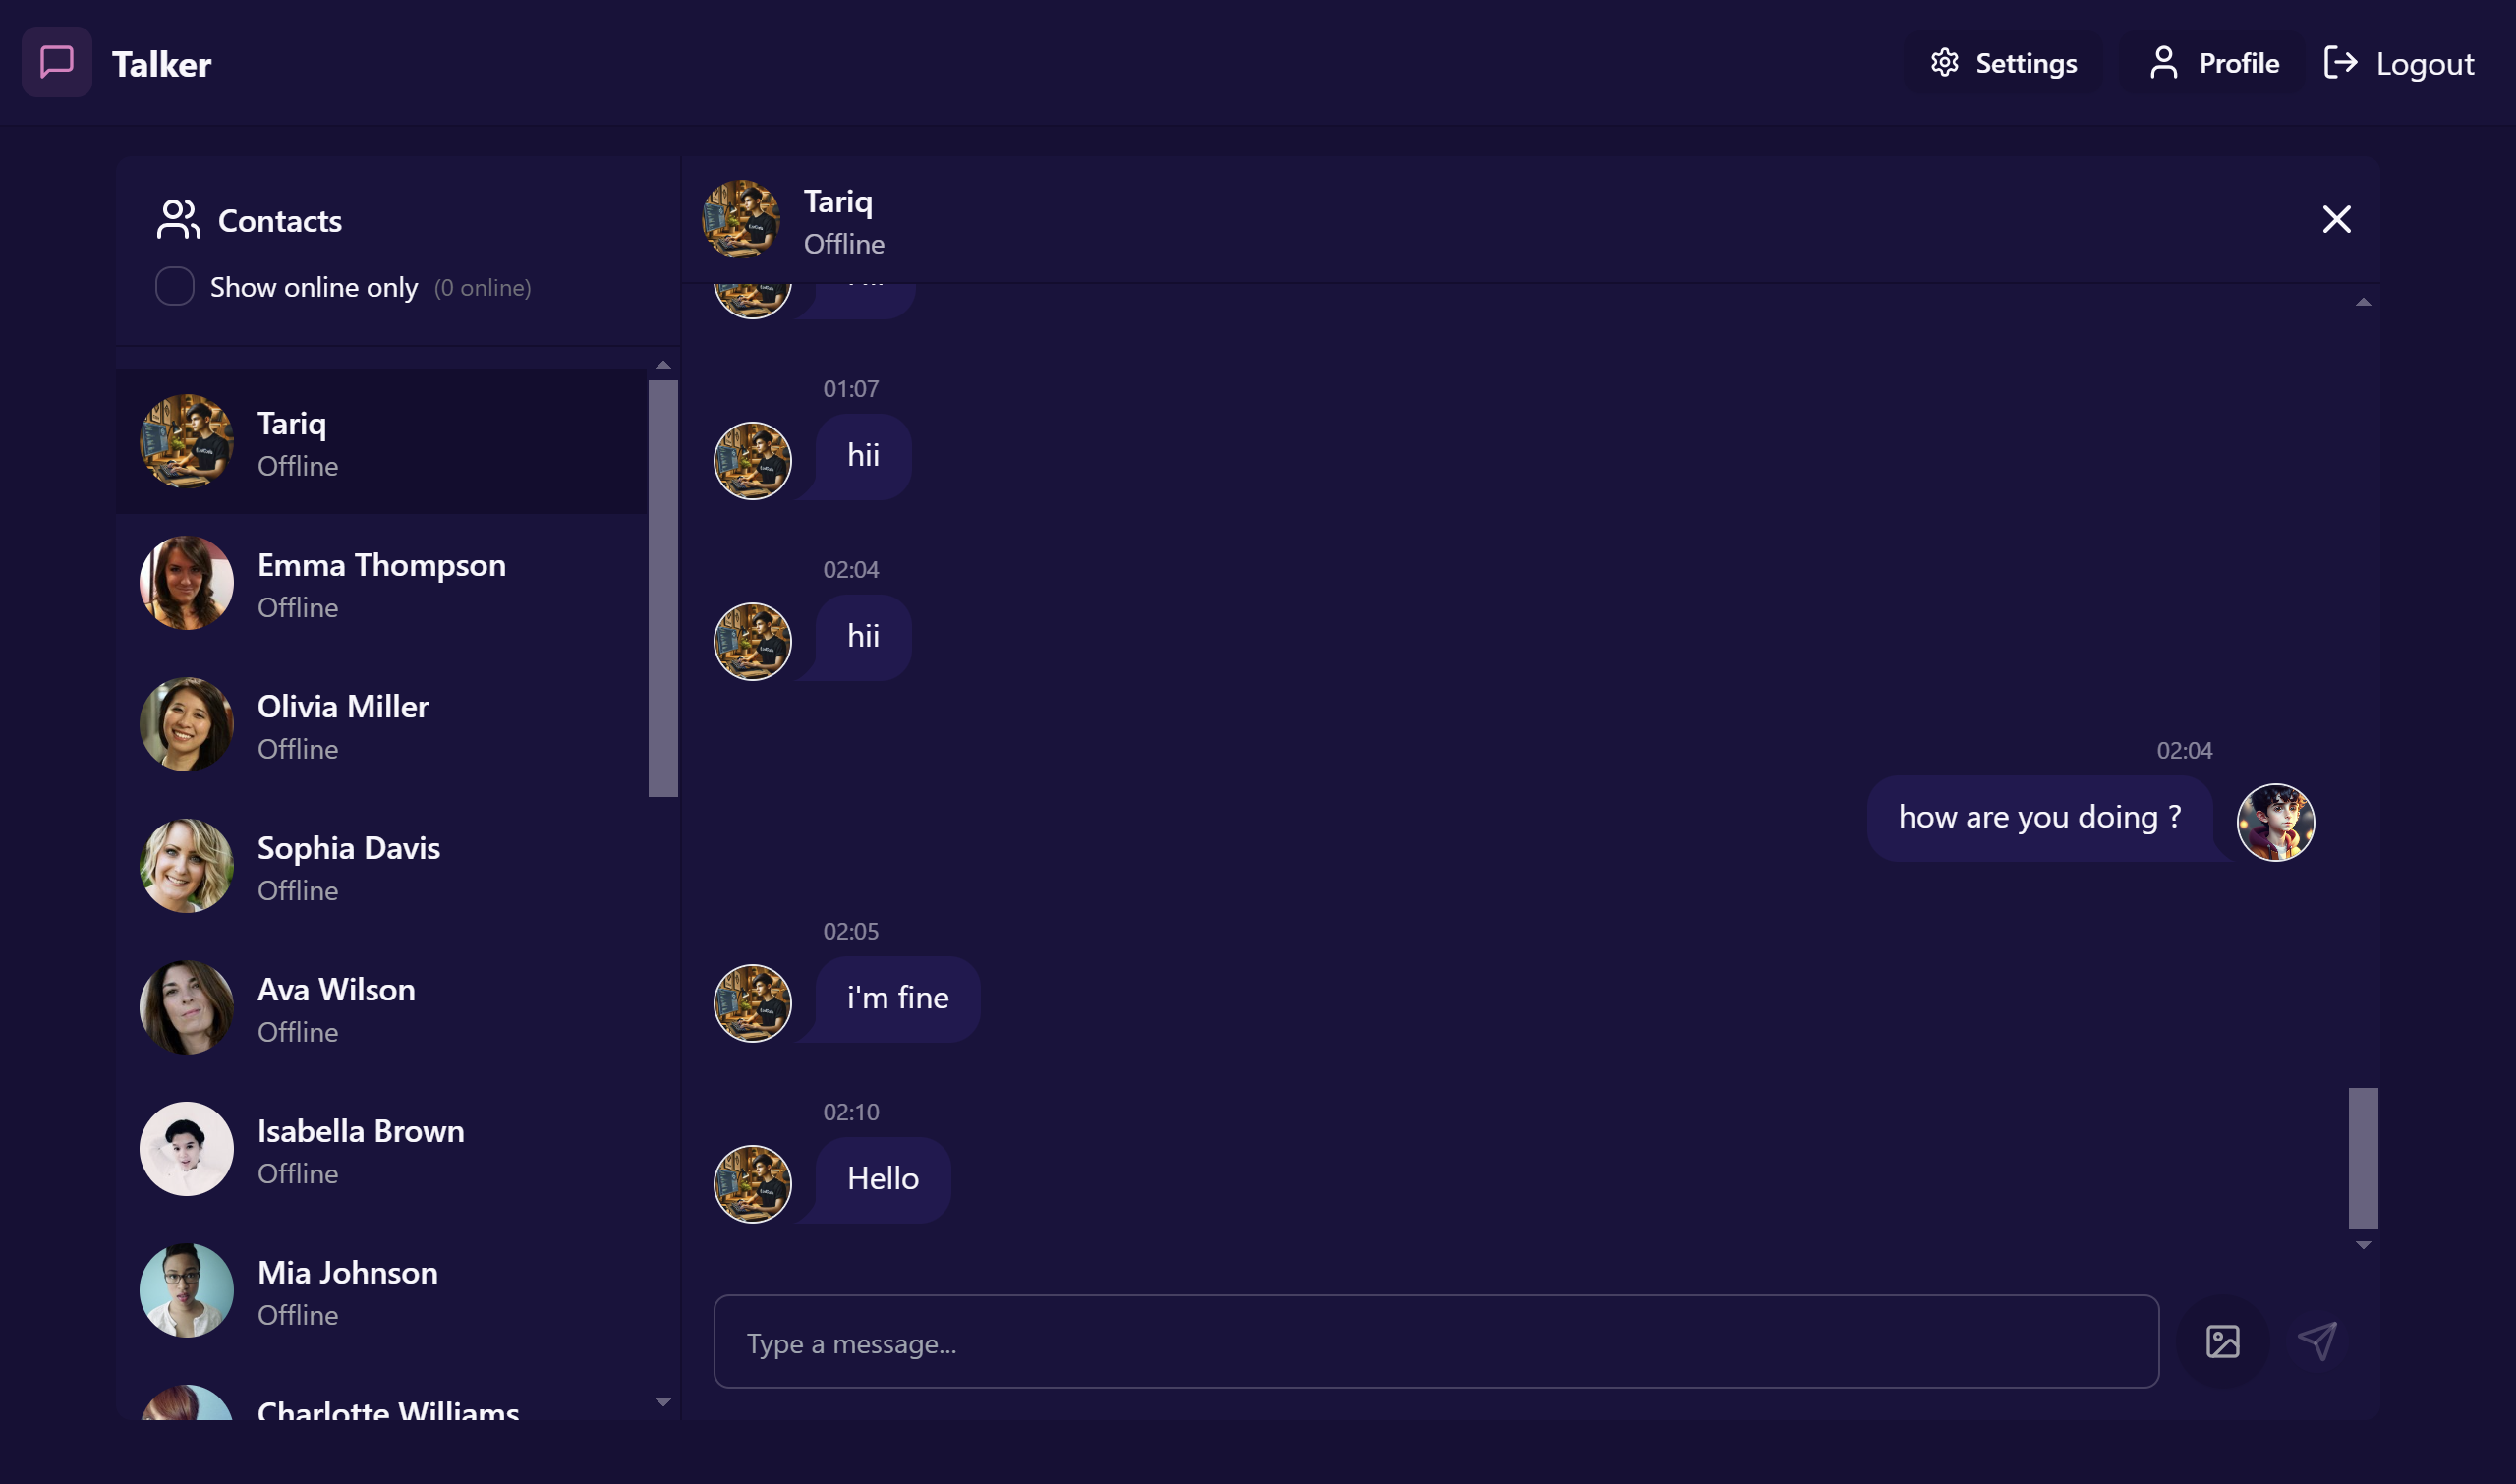 Talker
Settings
Profile
Logout
Contacts
Show online only (0 online)
Tariq
Offline
Emma Thompson
Offline
Olivia Miller
Offline
Sophia Davis
Offline
Ava Wilson
Offline
Isabella Brown
Offline
Mia Johnson
Offline
Charlotte Williams
Tariq
Offline
01:07
hii
02:04
hii
02:04
how are you doing ?
02:05
i'm fine
02:10
Hello
Type a message...